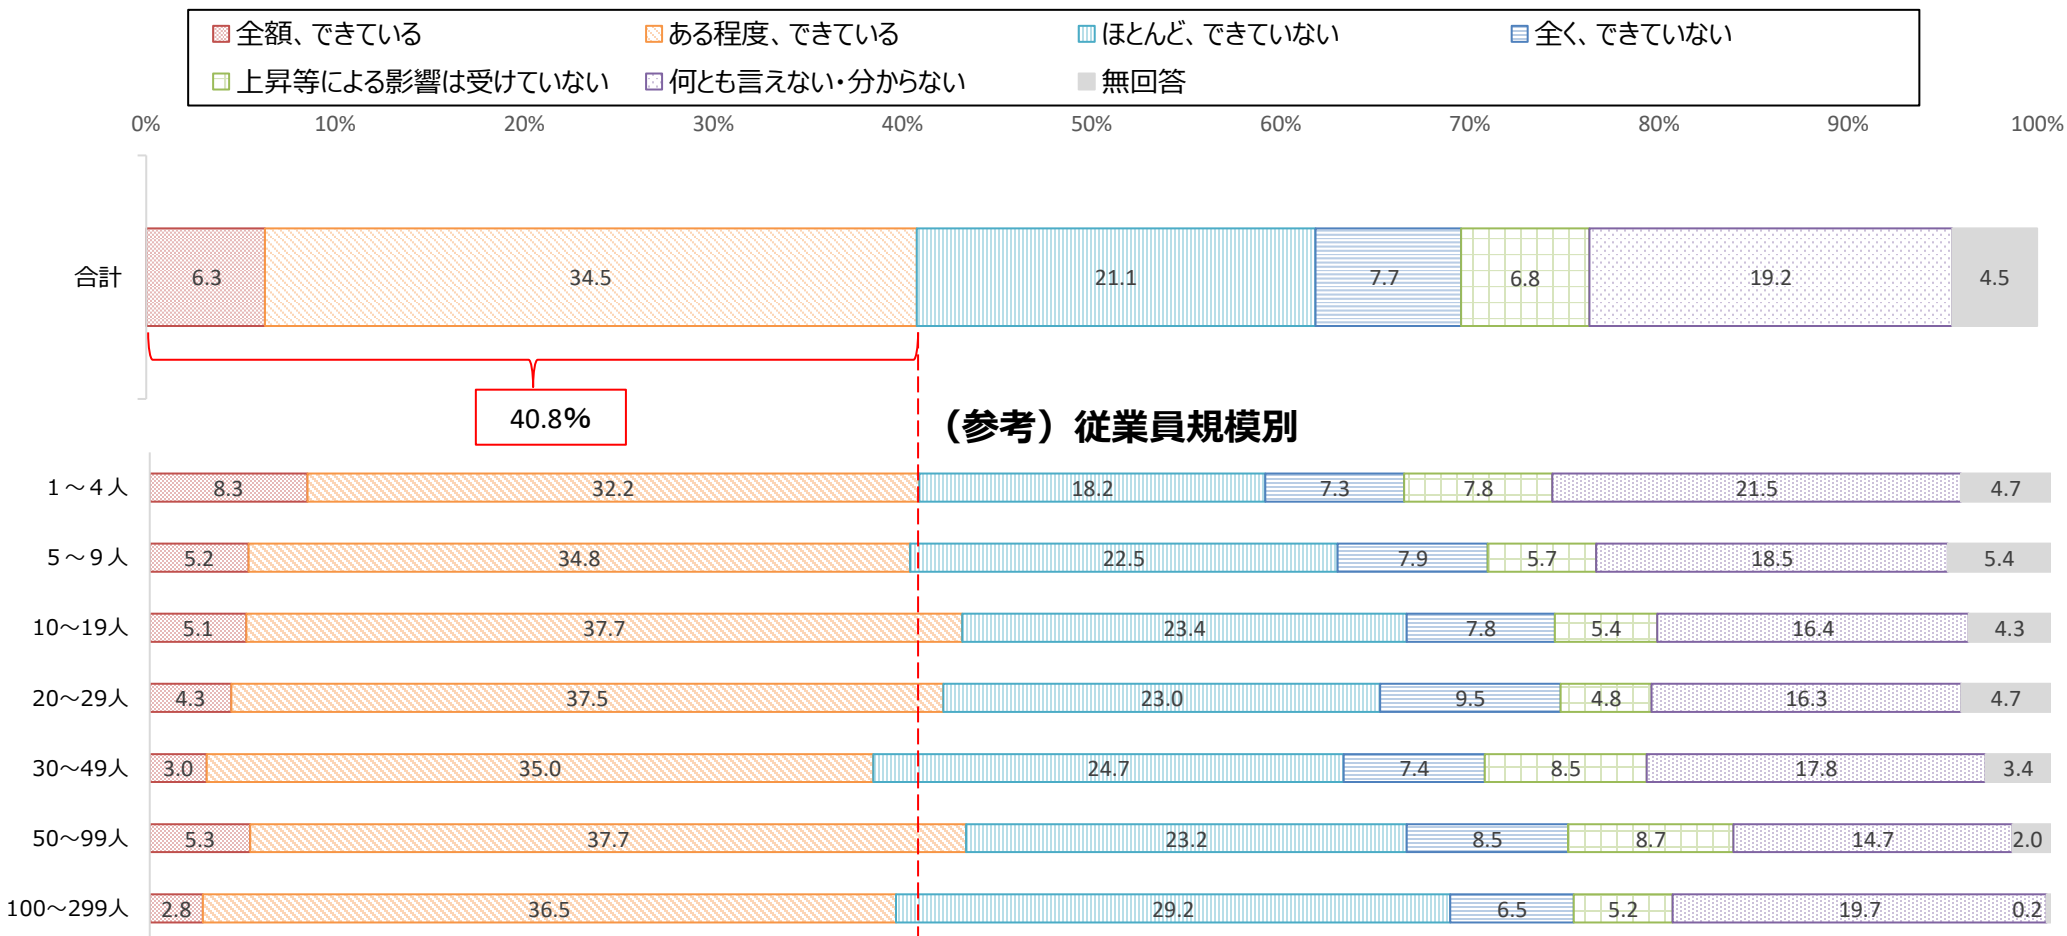 全額、できている ある程度、できている ほとんど、できていない 全く、できていない
上昇等による影響は受けていない 何とも言えない・分からない 無回答
0% 10% 20% 30% 40% 50% 60% 70% 80% 90% 100%
合計 6.3 34.5 21.1 7.7 6.8 19.2 4.5
40.8%
（参考）従業員規模別
1～4人 8.3 32.2 18.2 7.3 7.8 21.5 4.7
5～9人 5.2 34.8 22.5 7.9 5.7 18.5 5.4
10～19人 5.1 37.7 23.4 7.8 5.4 16.4 4.3
20～29人 4.3 37.5 23.0 9.5 4.8 16.3 4.7
30～49人 3.0 35.0 24.7 7.4 8.5 17.8 3.4
50～99人 5.3 37.7 23.2 8.5 8.7 14.7 2.0
100～299人 2.8 36.5 29.2 6.5 5.2 19.7 0.2